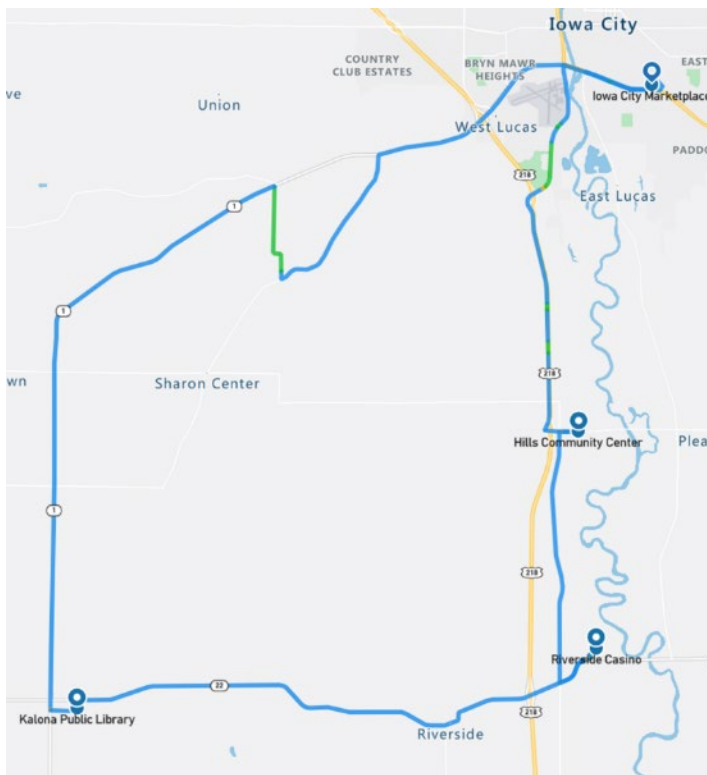 Iowa City
COUNTRY
CLUB ESTATES
BRYN MAWR
HEIGHTS
EAST
Iowa City Marketplace
ve
Union
West Lucas
PADDO
218
East Lucas
1
1
wn
Sharon Center
218
Hills Community Center
Plea
1
218
Riverside Casino
22
Kalona Public Library
218
Riverside